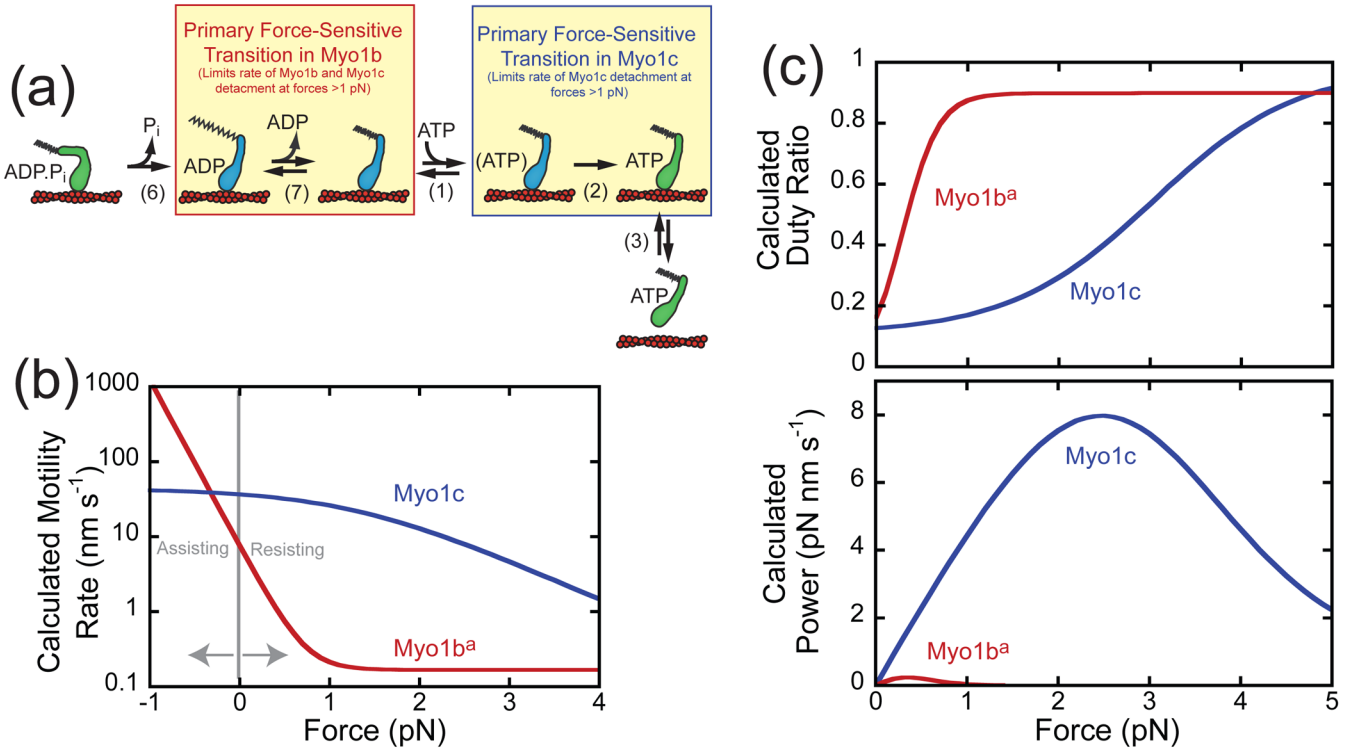 (a)
Primary Force-Sensitive
Transition in Myo1b
(Limits rate of Myo1b and Myo1c
detacment at forces >1 pN)
Primary Force-Sensitive
Transition in Myo1c
(Limits rate of Myo1c detachment at
forces >1 pN)
ADP.Pi
Pi
(6)
ADP
ADP
(7)
ATP
(1)
(ATP)
(2)
ATP
(3)
ATP
(b)
Calculated Motility
Rate (nm s-1)
1000
100
10
1
0.1
Myo1c
Assisting
Resisting
Myo1ba
-1
0
1
2
3
4
Force (pN)
(c)
Calculated
Duty Ratio
1
0.8
0.6
0.4
0.2
0
Myo1ba
Myo1c
Calculated
Power (pN nm s-1)
8
6
4
2
0
Myo1c
Myo1ba
0
1
2
3
4
5
Force (pN)